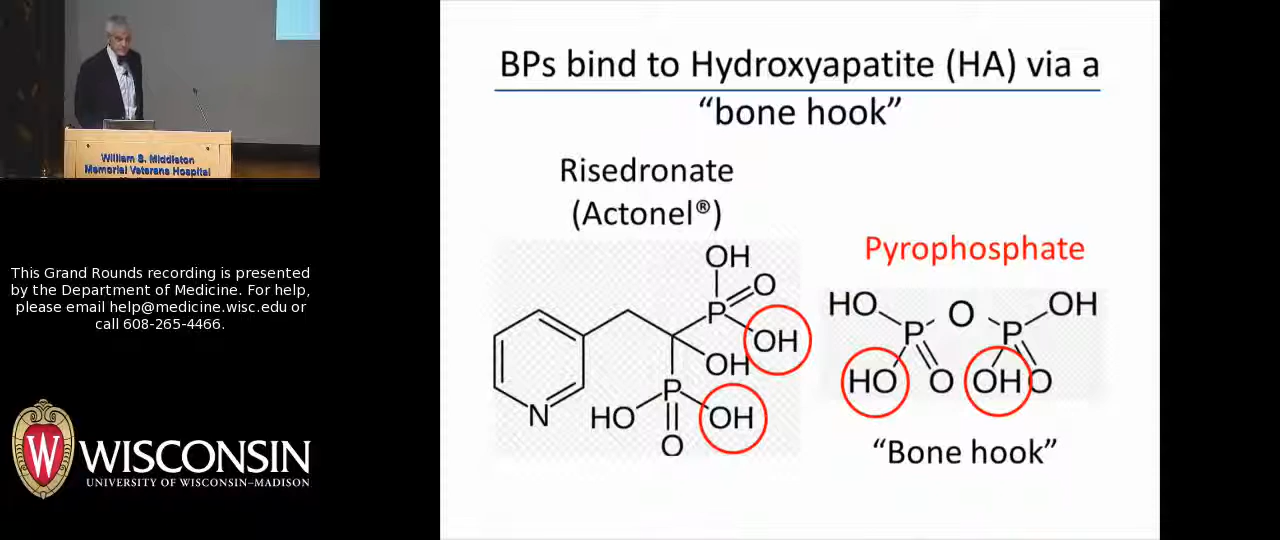 BPs bind to Hydroxyapatite (HA) via a
“bone hook”
Risedronate
(Actonel®)
OH
O
P
OH
OH
P
HO
OH
O
N
Pyrophosphate
HO
O
OH
P
P
HO
O
OH
O
“Bone hook”
William S. Middleton
Memorial Veterans Hospital
This Grand Rounds recording is presented
by the Department of Medicine. For help,
please email help@medicine.wisc.edu or
call 608-265-4466.
W
WISCONSIN
UNIVERSITY OF WISCONSIN–MADISON